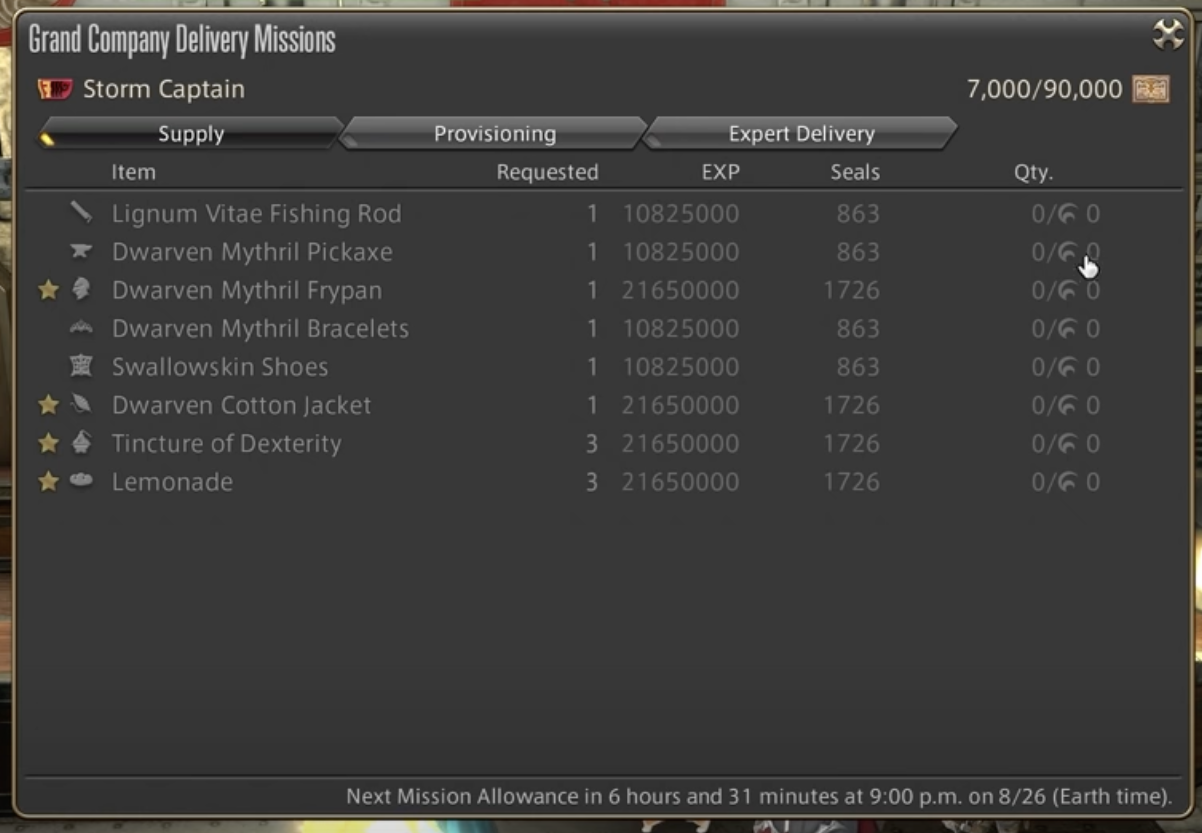 Grand Company Delivery Missions
Storm Captain 7,000/90,000
Supply Provisioning Expert Delivery
Item Requested EXP Seals Qty.
Lignum Vitae Fishing Rod 1 10825000 863 0/ 0
Dwarven Mythril Pickaxe 1 10825000 863 0/ 0
Dwarven Mythril Frypan 1 21650000 1726 0/ 0
Dwarven Mythril Bracelets 1 10825000 863 0/ 0
Swallowskin Shoes 1 10825000 863 0/ 0
Dwarven Cotton Jacket 1 21650000 1726 0/ 0
Tincture of Dexterity 3 21650000 1726 0/ 0
Lemonade 3 21650000 1726 0/ 0
Next Mission Allowance in 6 hours and 31 minutes at 9:00 p.m. on 8/26 (Earth time).